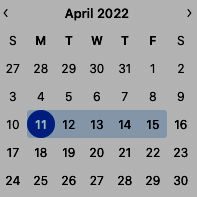 ‹ April 2022 ›
S M T W T F S
27 28 29 30 31 1 2
3 4 5 6 7 8 9
10 11 12 13 14 15 16
17 18 19 20 21 22 23
24 25 26 27 28 29 30